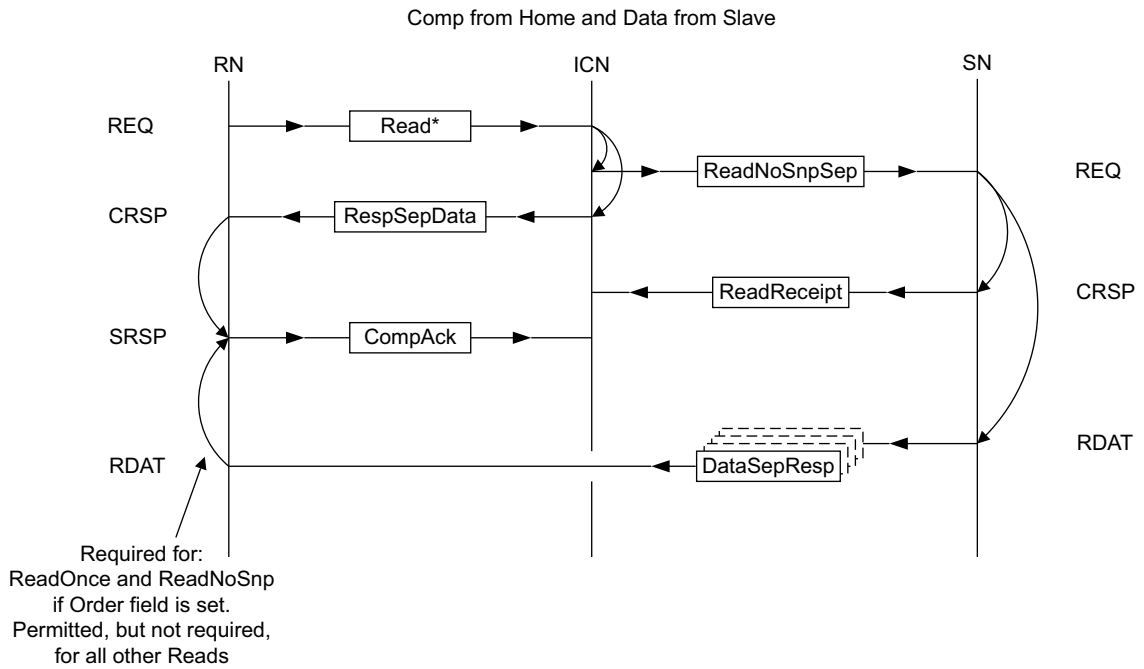 Comp from Home and Data from Slave
RN
ICN
SN
REQ
Read*
ReadNoSnpSep
REQ
CRSP
RespSepData
ReadReceipt
CRSP
SRSP
CompAck
RDAT
DataSepResp
RDAT
Required for:
ReadOnce and ReadNoSnp
if Order field is set.
Permitted, but not required,
for all other Reads